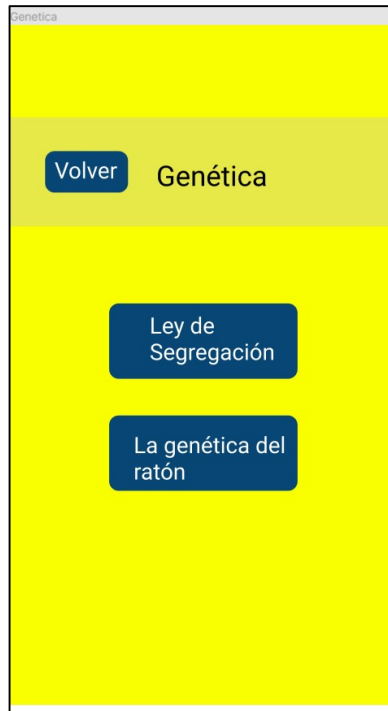 Genetica
Volver
Genética
Ley de
Segregación
La genética del
ratón